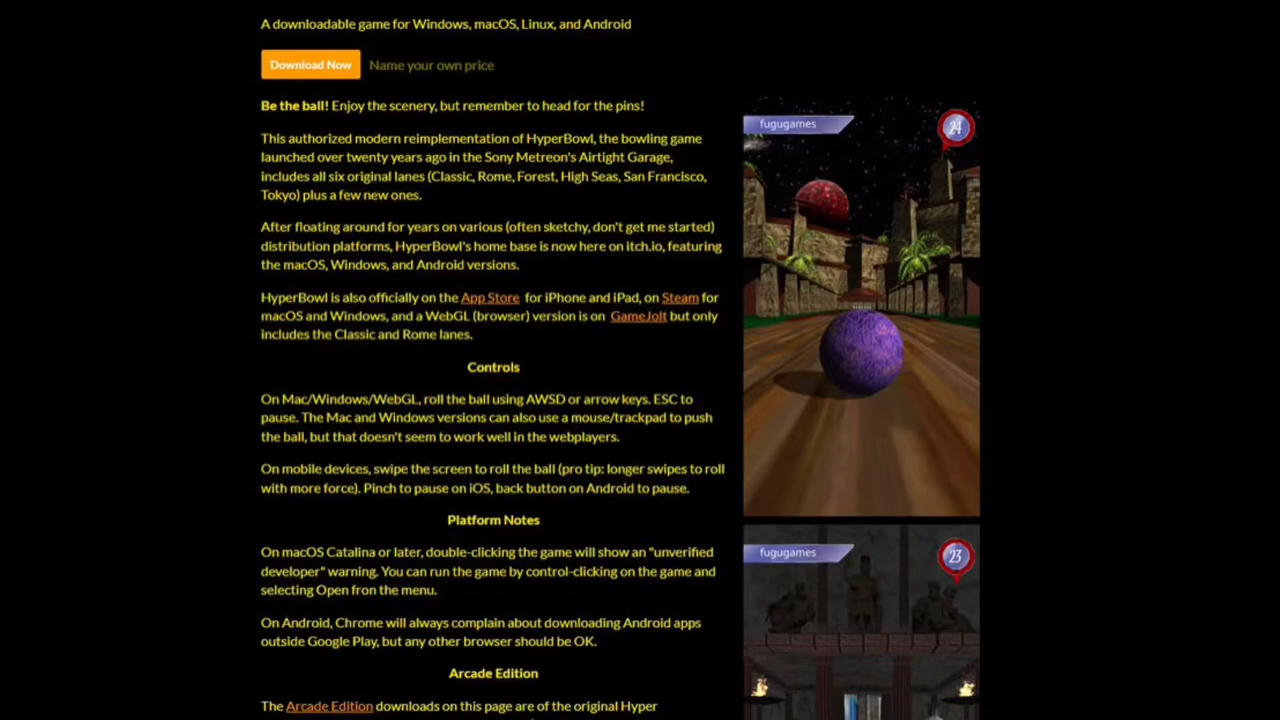 A downloadable game for Windows, macOS, Linux, and Android
Download Now
Name your own price
Be the ball! Enjoy the scenery, but remember to head for the pins!
This authorized modern reimplementation of HyperBowl, the bowling game
launched over twenty years ago in the Sony Metreon's Airtight Garage,
includes all six original lanes (Classic, Rome, Forest, High Seas, San Francisco,
Tokyo) plus a few new ones.
After floating around for years on various (often sketchy, don't get me started)
distribution platforms, HyperBowl's home base is now here on itch.io, featuring
the macOS, Windows, and Android versions.
HyperBowl is also officially on the App Store for iPhone and iPad, on Steam for
macOS and Windows, and a WebGL (browser) version is on GameJolt but only
includes the Classic and Rome lanes.
Controls
On Mac/Windows/WebGL, roll the ball using AWSD or arrow keys. ESC to
pause. The Mac and Windows versions can also use a mouse/trackpad to push
the ball, but that doesn't seem to work well in the webplayers.
On mobile devices, swipe the screen to roll the ball (pro tip: longer swipes to roll
with more force). Pinch to pause on iOS, back button on Android to pause.
Platform Notes
On macOS Catalina or later, double-clicking the game will show an "unverified
developer" warning. You can run the game by control-clicking on the game and
selecting Open fron the menu.
On Android, Chrome will always complain about downloading Android apps
outside Google Play, but any other browser should be OK.
Arcade Edition
The Arcade Edition downloads on this page are of the original Hyper
fugugames
24
fugugames
23